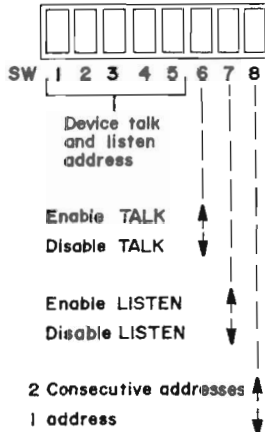 SW 1 2 3 4 5 6 7 8
Device talk
and listen
address
Enable TALK
Disable TALK
Enable LISTEN
Disable LISTEN
2 Consecutive addresses
1 address